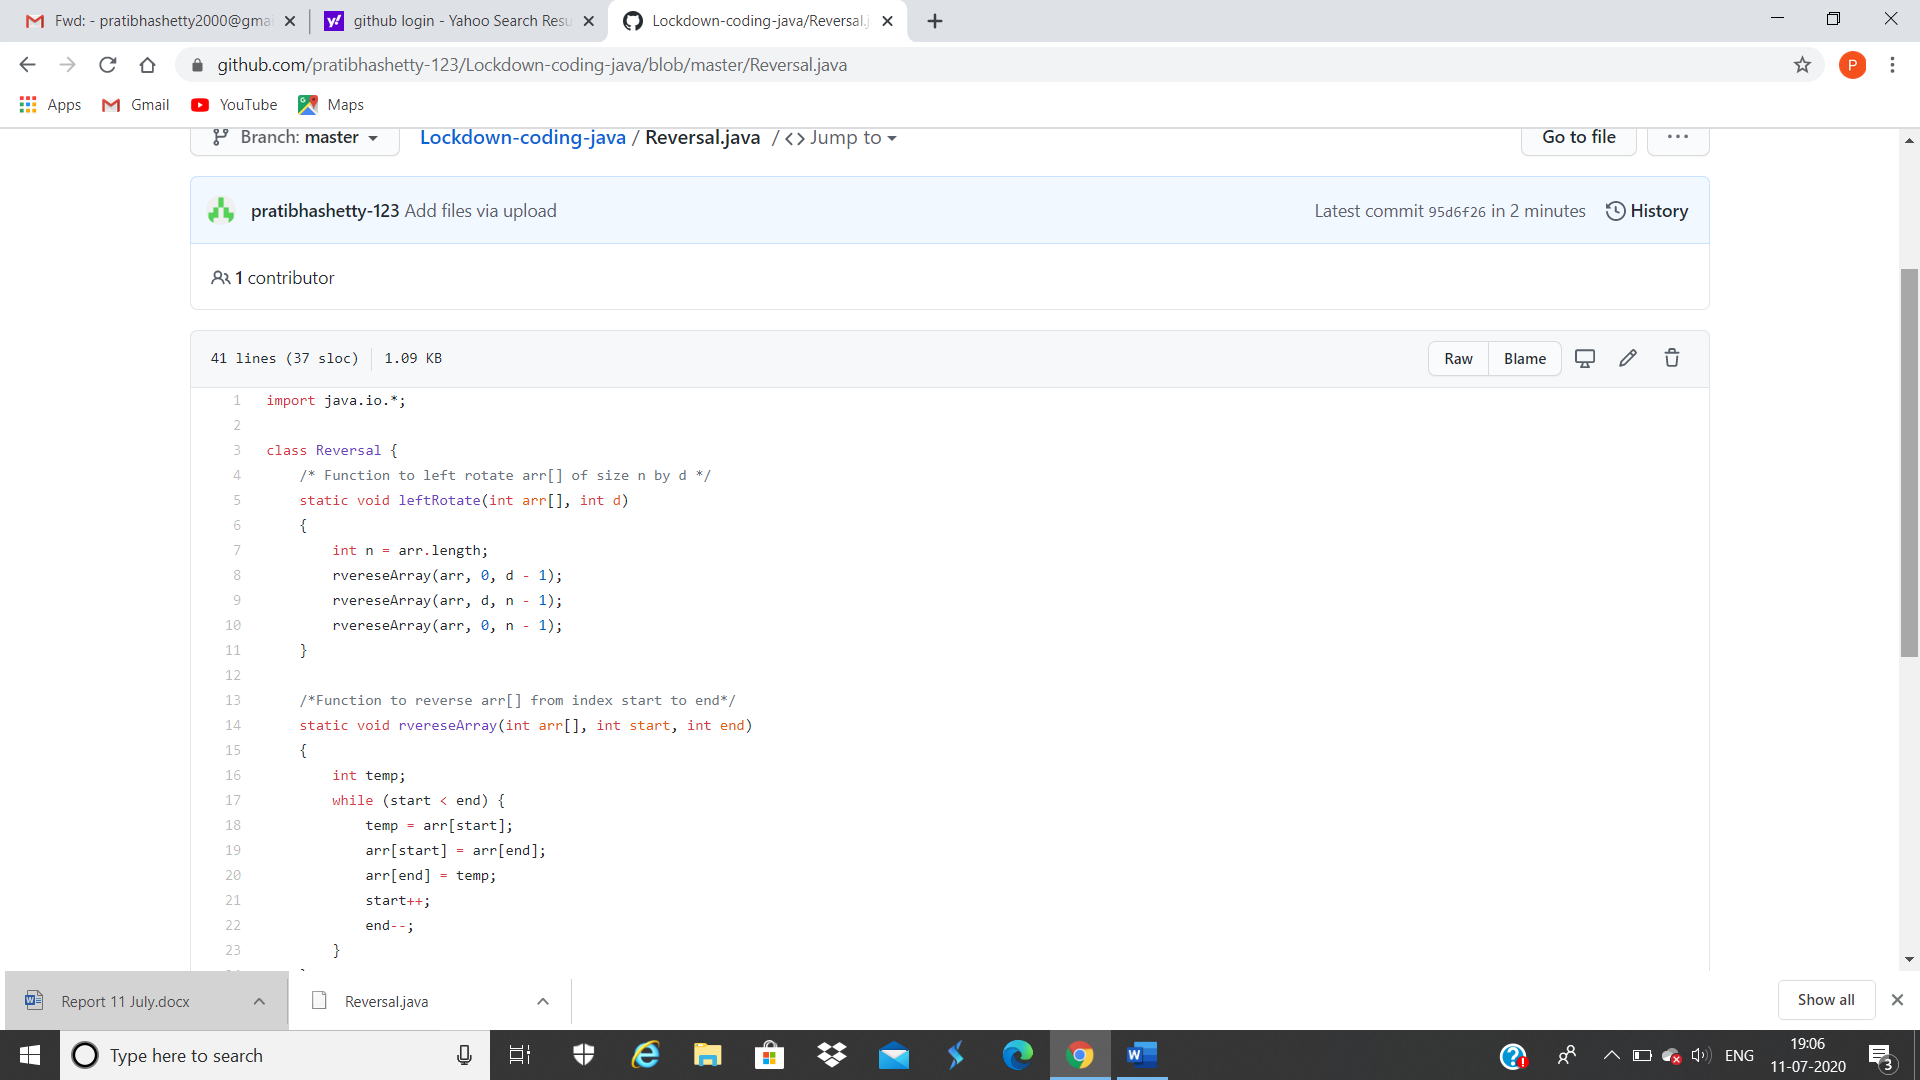 Fwd: - pratibhashetty2000@gmai
github login - Yahoo Search Resu
Lockdown-coding-java/Reversal.j
github.com/pratibhashetty-123/Lockdown-coding-java/blob/master/Reversal.java
P
Apps Gmail YouTube Maps
Branch: master Lockdown-coding-java / Reversal.java / <> Jump to Go to file ...
pratibhashetty-123 Add files via upload Latest commit 95d6f26 in 2 minutes History
1 contributor
41 lines (37 sloc) 1.09 KB Raw Blame
1 import java.io.*;
2
3 class Reversal {
4 /* Function to left rotate arr[] of size n by d */
5 static void leftRotate(int arr[], int d)
6 {
7 int n = arr.length;
8 rvereseArray(arr, 0, d - 1);
9 rvereseArray(arr, d, n - 1);
10 rvereseArray(arr, 0, n - 1);
11 }
12
13 /*Function to reverse arr[] from index start to end*/
14 static void rvereseArray(int arr[], int start, int end)
15 {
16 int temp;
17 while (start < end) {
18 temp = arr[start];
19 arr[start] = arr[end];
20 arr[end] = temp;
21 start++;
22 end--;
23 }
Report 11 July.docx Reversal.java Show all
Type here to search ENG 19:06
11-07-2020 3